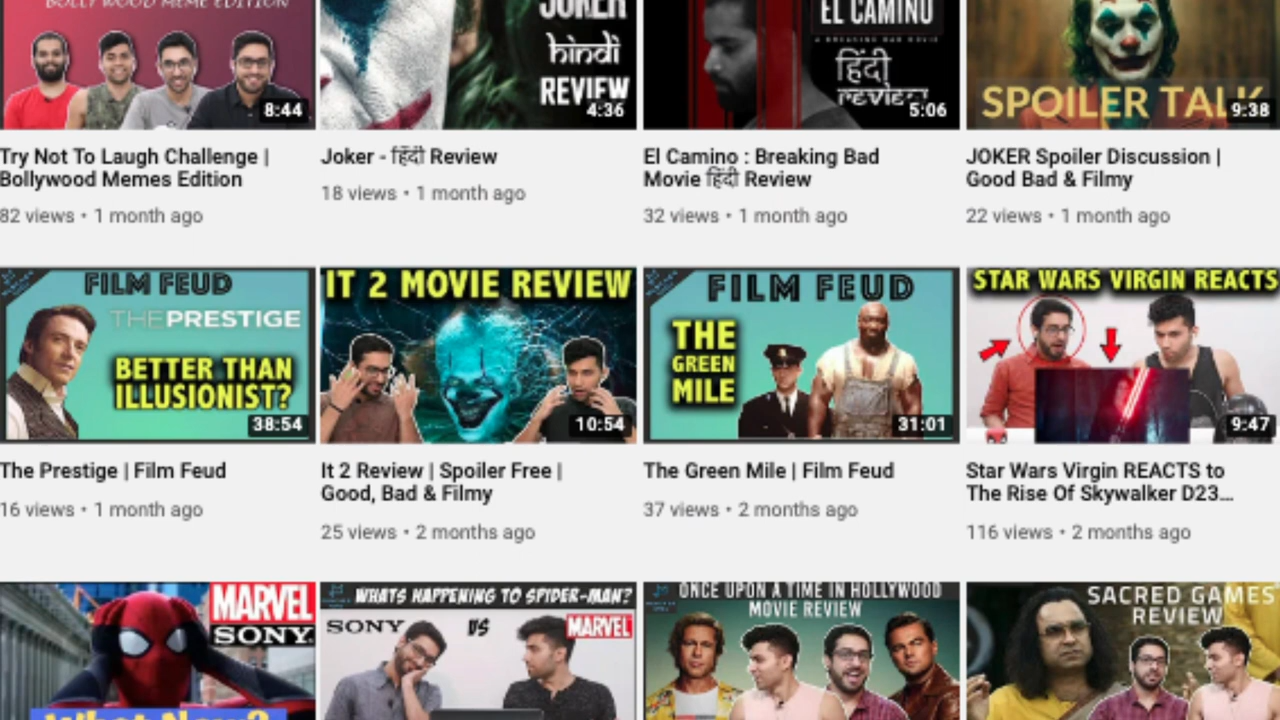 BOLLYWOOD MEME EDITION
JOKER
hindi
REVIEW
EL CAMINO
A BREAKING BAD MOVIE
हिंदी
review
SPOILER TALK
8:44
4:36
5:06
9:38
Try Not To Laugh Challenge |
Bollywood Memes Edition
82 views • 1 month ago
Joker - हिंदी Review
18 views • 1 month ago
El Camino : Breaking Bad
Movie हिंदी Review
32 views • 1 month ago
JOKER Spoiler Discussion |
Good Bad & Filmy
22 views • 1 month ago
FILM FEUD
THE PRESTIGE
BETTER THAN
ILLUSIONIST?
38:54
IT 2 MOVIE REVIEW
10:54
FILM FEUD
THE
GREEN
MILE
31:01
STAR WARS VIRGIN REACTS
9:47
The Prestige | Film Feud
16 views • 1 month ago
It 2 Review | Spoiler Free |
Good, Bad & Filmy
25 views • 2 months ago
The Green Mile | Film Feud
37 views • 2 months ago
Star Wars Virgin REACTS to
The Rise Of Skywalker D23...
116 views • 2 months ago
MARVEL
SONY
What Now?
WHATS HAPPENING TO SPIDER-MAN?
SONY VS MARVEL
ONCE UPON A TIME IN HOLLYWOOD
MOVIE REVIEW
SACRED GAMES
REVIEW